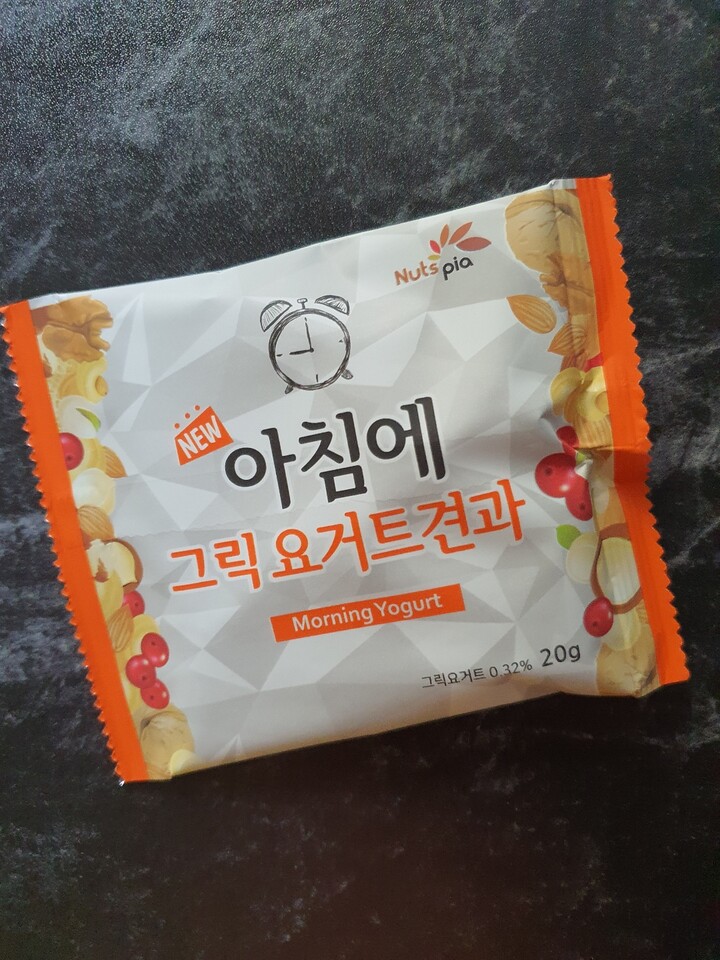 Nuts pia
NEW
아침에
그릭 요거트견과
Morning Yogurt
그릭요거트 0.32% 20g